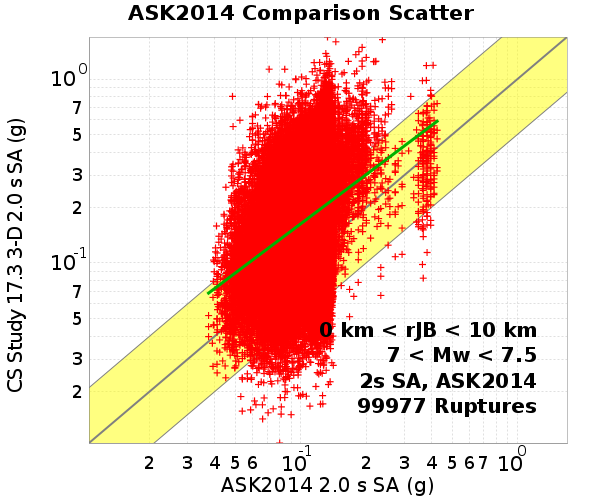 ASK2014 Comparison Scatter
CS Study 17.3 3-D 2.0 s SA (g)
10^0
7
5
3
2
10^-1
7
5
3
2
0 km < rJB < 10 km
7 < Mw < 7.5
2s SA, ASK2014
99977 Ruptures
2 3 4 5 6 10^-1 2 3 4 5 6 7 10^0
ASK2014 2.0 s SA (g)